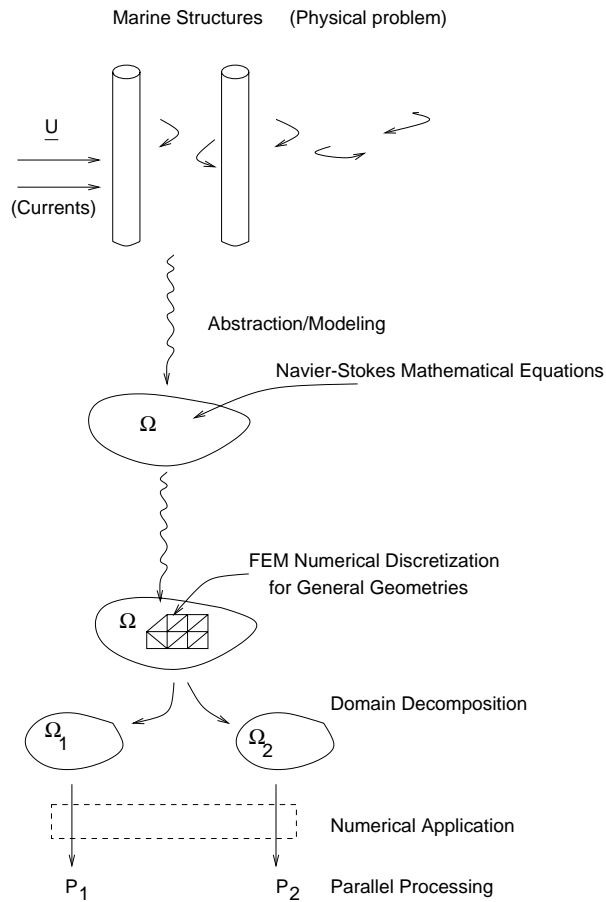 Marine Structures (Physical problem)
U
(Currents)
Abstraction/Modeling
Navier-Stokes Mathematical Equations
Ω
FEM Numerical Discretization
for General Geometries
Ω
Domain Decomposition
Ω1 Ω2
Numerical Application
P1 P2 Parallel Processing